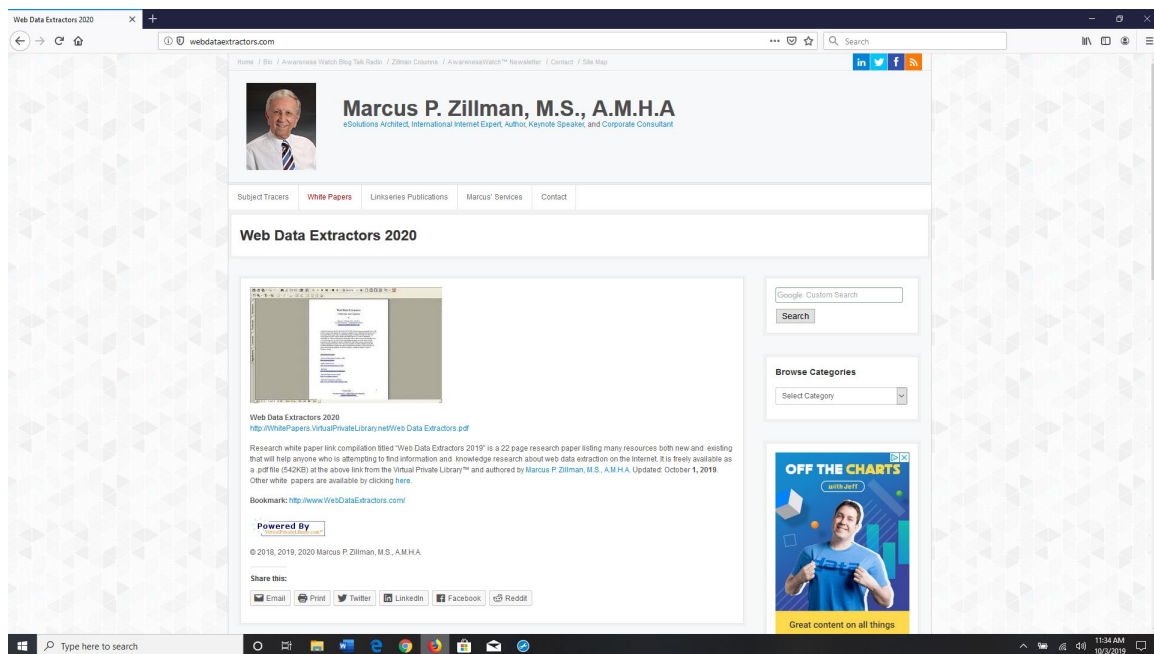 Web Data Extractors 2020
webdataextractors.com
Search
Home / Bio / Awareness Watch Blog Talk Radio / Zillman Columns / AwarenessWatch™ Newsletter / Contact / Site Map
Marcus P. Zillman, M.S., A.M.H.A
eSolutions Architect, International Internet Expert, Author, Keynote Speaker, and Corporate Consultant
Subject Tracers White Papers Linkseries Publications Marcus' Services Contact
Web Data Extractors 2020
Google Custom Search
Search
Browse Categories
Select Category
Web Data Extractors 2020
http://WhitePapers.VirtualPrivateLibrary.net/Web Data Extractors.pdf
Research white paper link compilation titled "Web Data Extractors 2019" is a 22 page research paper listing many resources both new and existing
that will help anyone who is attempting to find information and knowledge research about web data extraction on the Internet. It is freely available as
a .pdf file (542KB) at the above link from the Virtual Private Library™ and authored by Marcus P. Zillman, M.S., A.M.H.A. Updated: October 1, 2019.
Other white papers are available by clicking here.
Bookmark: http://www.WebDataExtractors.com/
Powered By
© 2018, 2019, 2020 Marcus P. Zillman, M.S., A.M.H.A.
Share this:
Email Print Twitter LinkedIn Facebook Reddit
OFF THE CHARTS
with Jeff
data
Great content on all things
Type here to search
11:34 AM
10/3/2019